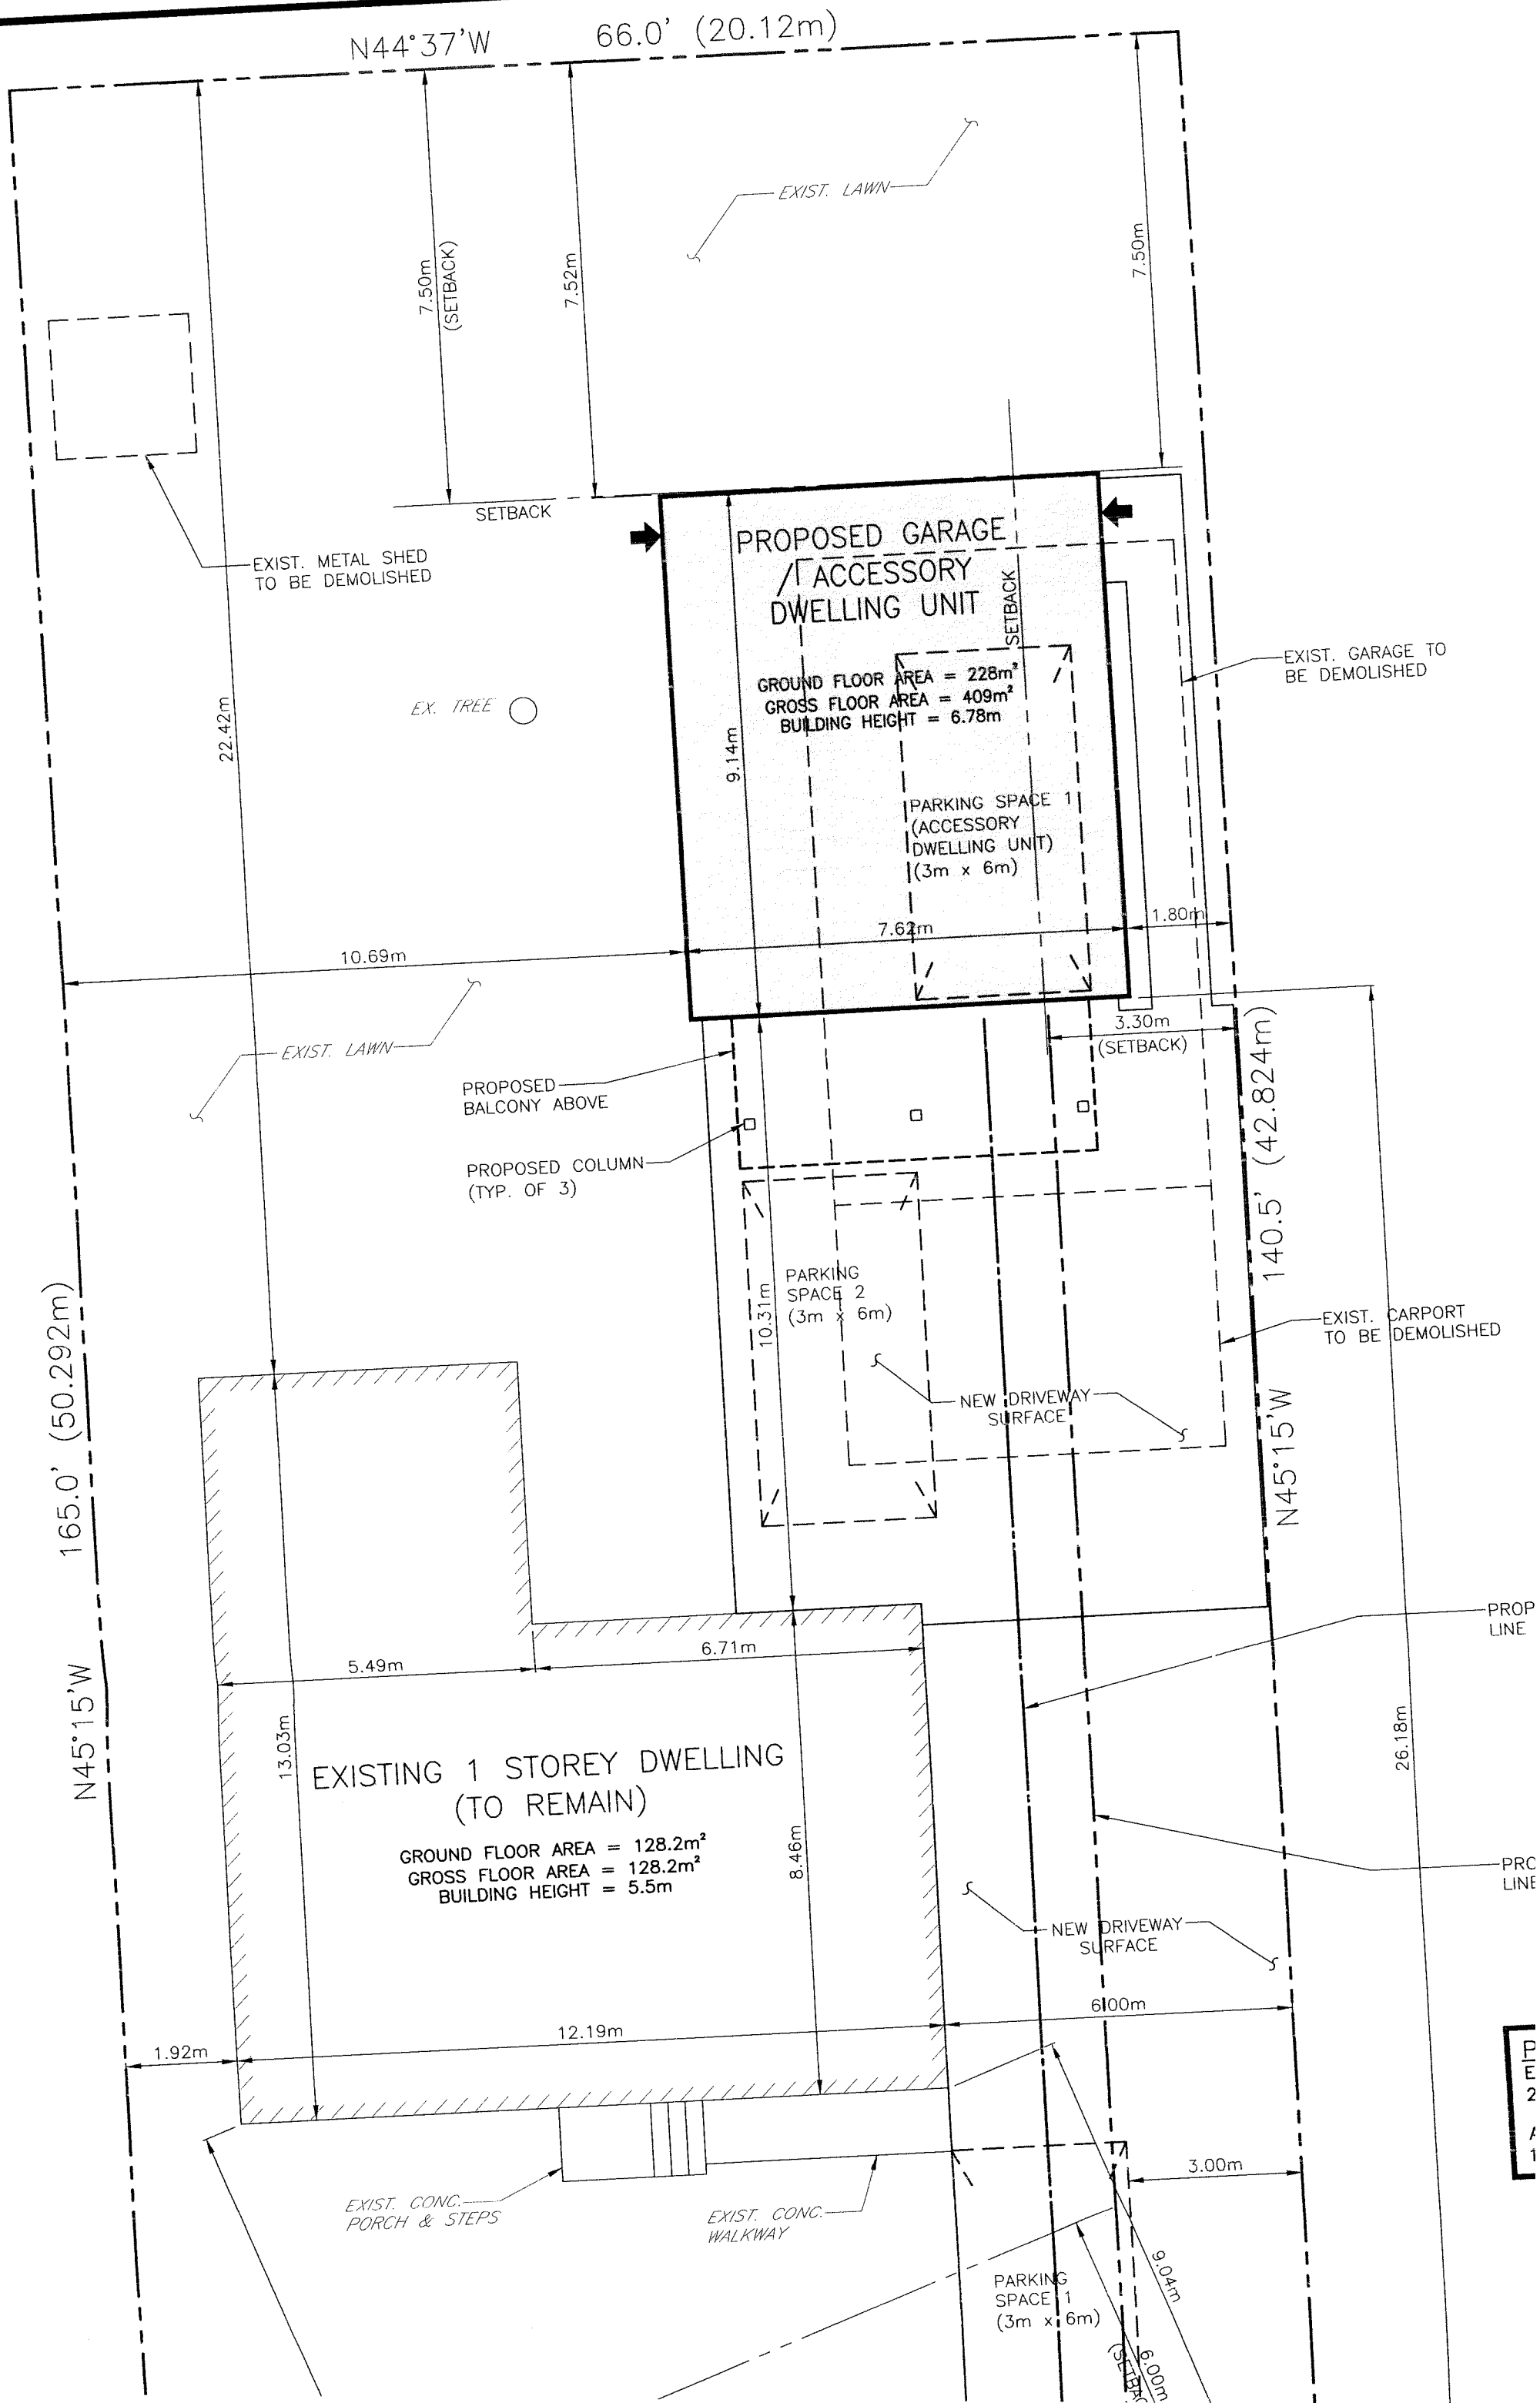 N44°37'W 66.0' (20.12m)
EXIST. LAWN
7.50m
(SETBACK)
7.52m
7.50m
SETBACK
EXIST. METAL SHED
TO BE DEMOLISHED
PROPOSED GARAGE
/ ACCESSORY
DWELLING UNIT
SETBACK
GROUND FLOOR AREA = 228m²
GROSS FLOOR AREA = 409m²
BUILDING HEIGHT = 6.78m
EXIST. GARAGE TO
BE DEMOLISHED
EX. TREE
22.42m
9.14m
PARKING SPACE 1
(ACCESSORY
DWELLING UNIT)
(3m x 6m)
10.69m
7.62m
1.80m
3.30m
(SETBACK)
EXIST. LAWN
PROPOSED
BALCONY ABOVE
PROPOSED COLUMN
(TYP. OF 3)
N45°15'W 140.5' (42.824m)
N45°15'W 165.0' (50.292m)
10.31m
PARKING
SPACE 2
(3m x 6m)
EXIST. CARPORT
TO BE DEMOLISHED
NEW DRIVEWAY
SURFACE
PROP
LINE
5.49m
6.71m
13.03m
26.18m
EXISTING 1 STOREY DWELLING
(TO REMAIN)
GROUND FLOOR AREA = 128.2m²
GROSS FLOOR AREA = 128.2m²
BUILDING HEIGHT = 5.5m
8.46m
PRO
LINE
NEW DRIVEWAY
SURFACE
6.00m
12.19m
1.92m
3.00m
EXIST. CONC.
PORCH & STEPS
EXIST. CONC.
WALKWAY
9.04m
PARKING
SPACE 1
(3m x 6m)
6.00m